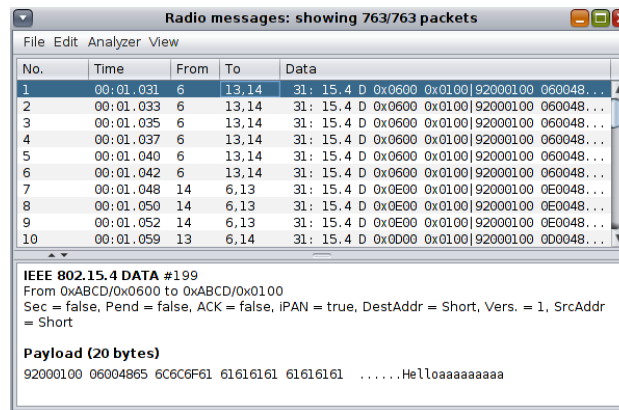 Radio messages: showing 763/763 packets
File Edit Analyzer View
No. Time From To Data
1 00:01.031 6 13,14 31: 15.4 D 0x0600 0x0100|92000100 060048...
2 00:01.033 6 13,14 31: 15.4 D 0x0600 0x0100|92000100 060048...
3 00:01.035 6 13,14 31: 15.4 D 0x0600 0x0100|92000100 060048...
4 00:01.037 6 13,14 31: 15.4 D 0x0600 0x0100|92000100 060048...
5 00:01.040 6 13,14 31: 15.4 D 0x0600 0x0100|92000100 060048...
6 00:01.042 6 13,14 31: 15.4 D 0x0600 0x0100|92000100 060048...
7 00:01.048 14 6,13 31: 15.4 D 0x0E00 0x0100|92000100 0E0048...
8 00:01.050 14 6,13 31: 15.4 D 0x0E00 0x0100|92000100 0E0048...
9 00:01.052 14 6,13 31: 15.4 D 0x0E00 0x0100|92000100 0E0048...
10 00:01.059 13 6,14 31: 15.4 D 0x0D00 0x0100|92000100 0D0048...
IEEE 802.15.4 DATA #199
From 0xABCD/0x0600 to 0xABCD/0x0100
Sec = false, Pend = false, ACK = false, iPAN = true, DestAddr = Short, Vers. = 1, SrcAddr
= Short
Payload (20 bytes)
92000100 06004865 6C6C6F61 61616161 61616161 ......Helloaaaaaaaaa